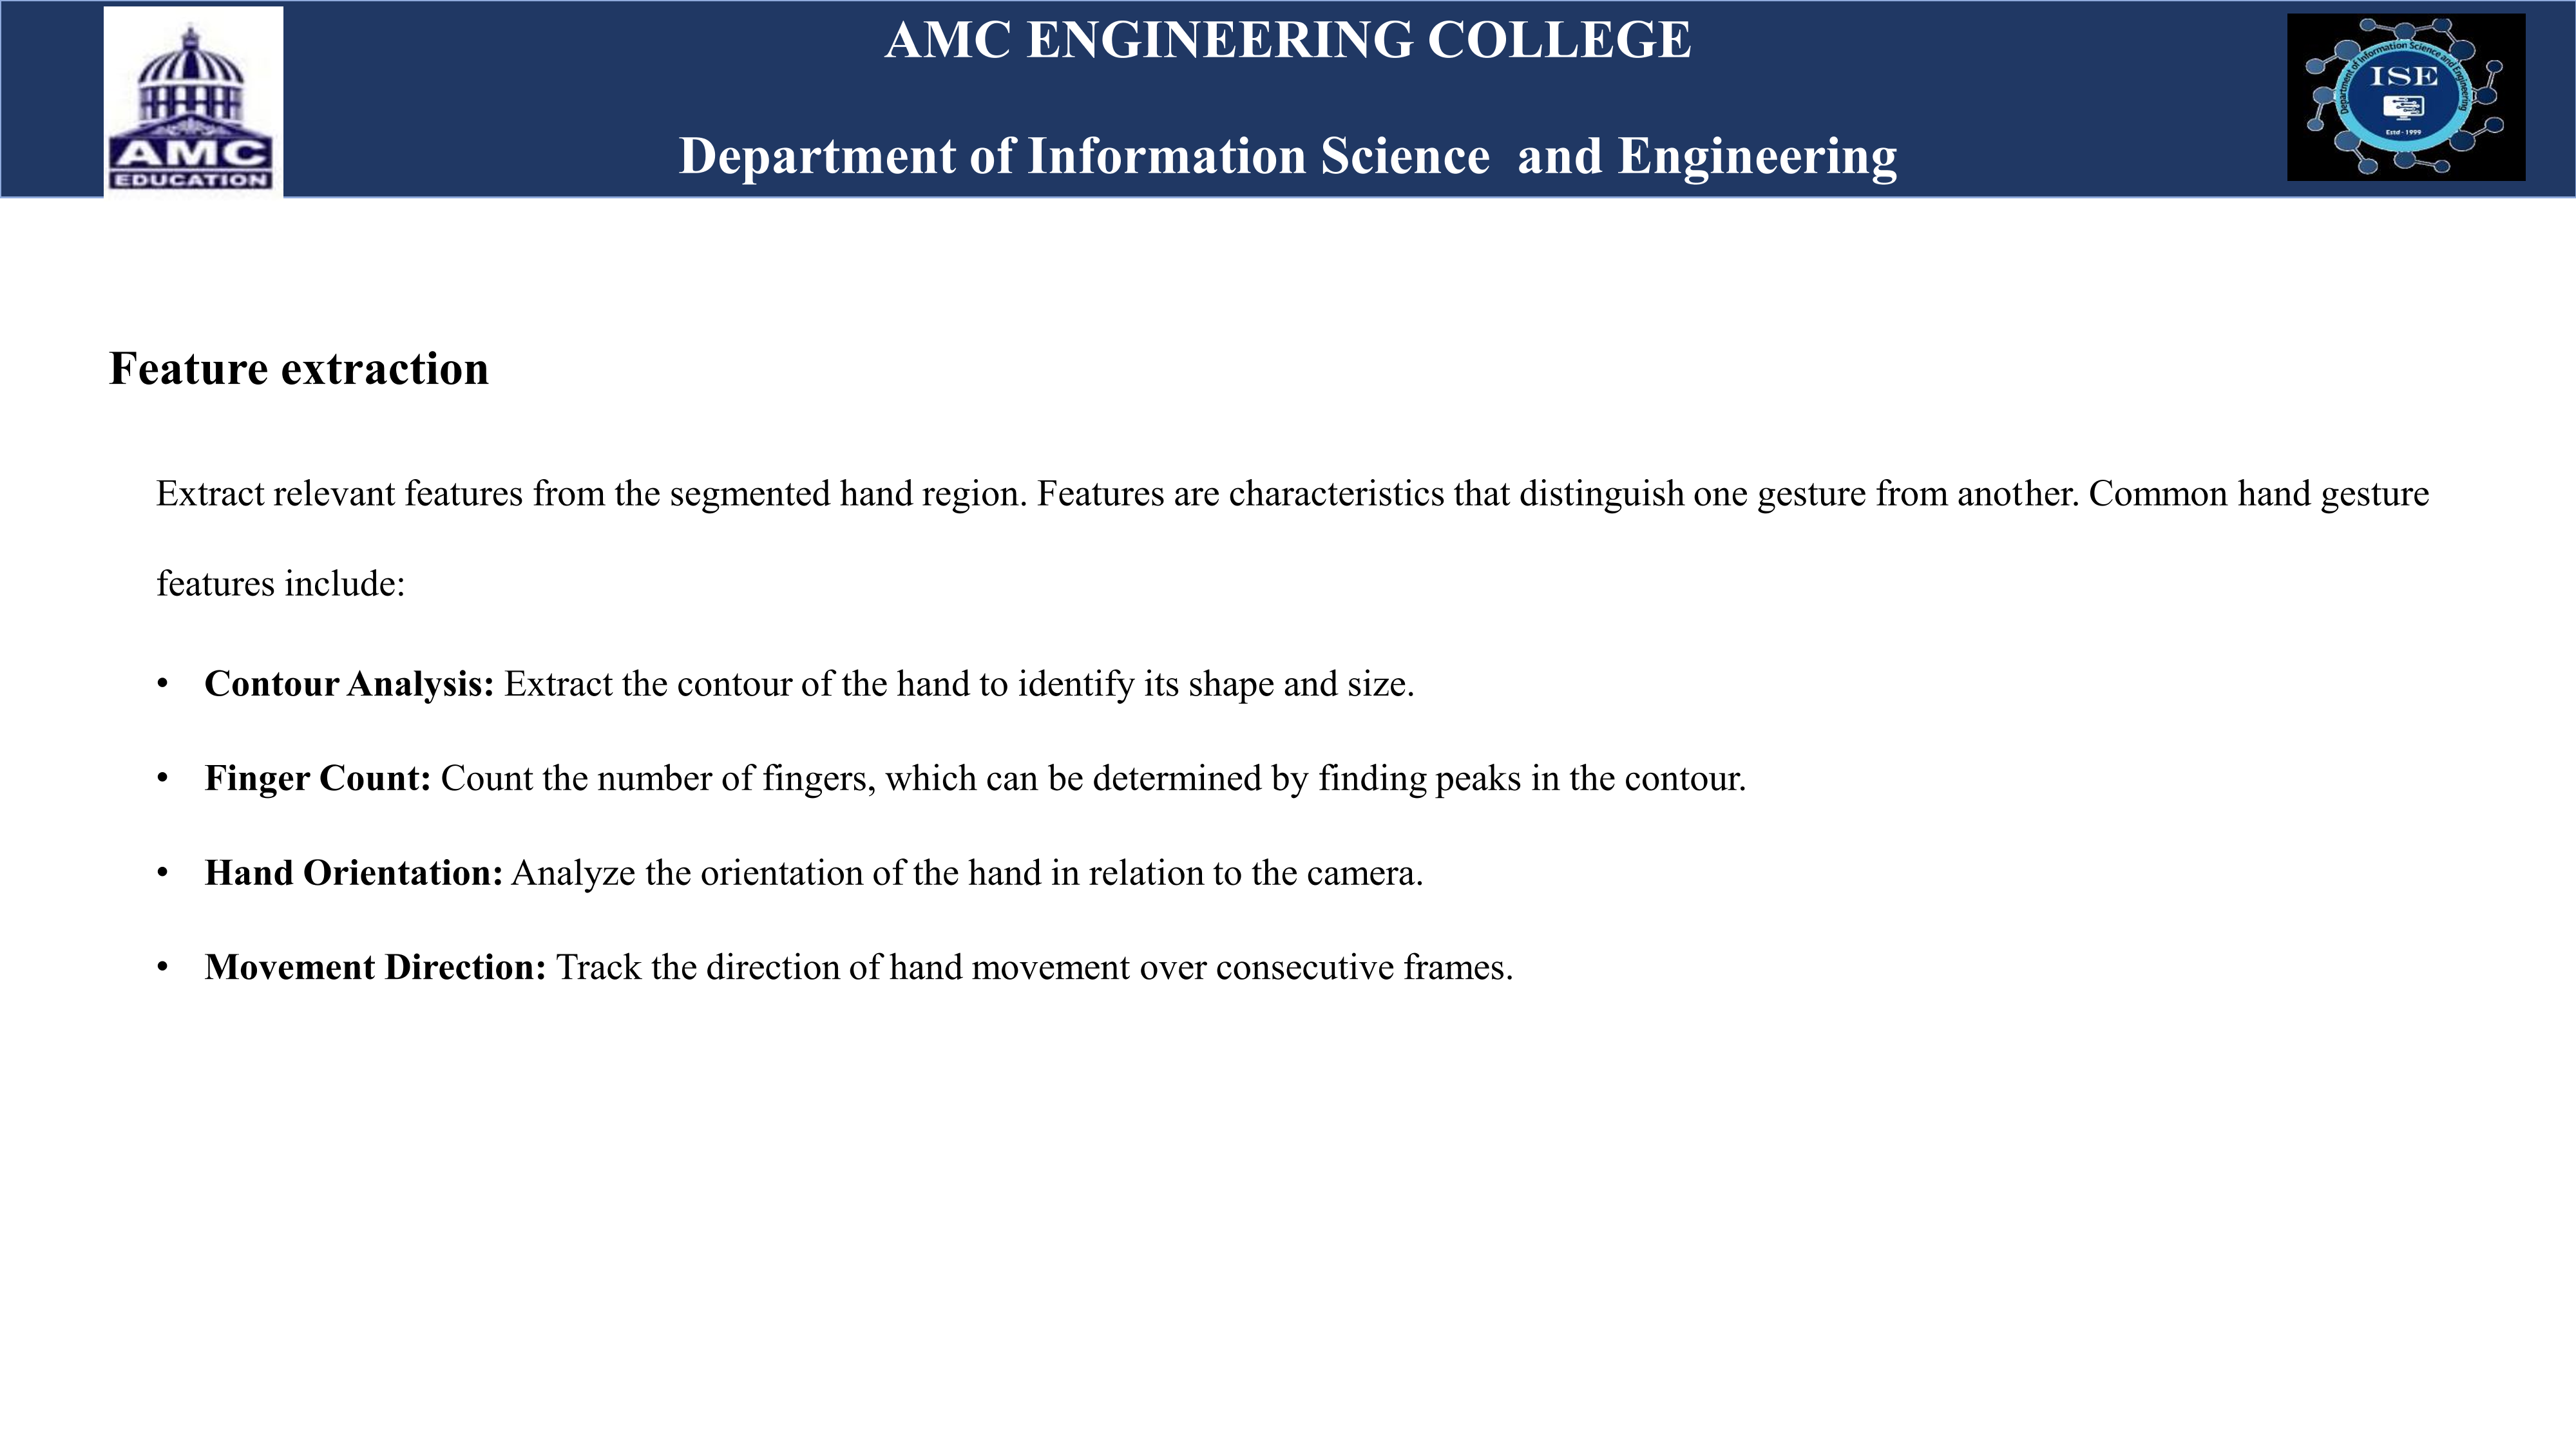 AMC ENGINEERING COLLEGE
Department of Information Science and Engineering
AMC
EDUCATION
Department of Information Science and Engineering
ISE
Estd - 1999
Feature extraction
Extract relevant features from the segmented hand region. Features are characteristics that distinguish one gesture from another. Common hand gesture
features include:
• Contour Analysis: Extract the contour of the hand to identify its shape and size.
• Finger Count: Count the number of fingers, which can be determined by finding peaks in the contour.
• Hand Orientation: Analyze the orientation of the hand in relation to the camera.
• Movement Direction: Track the direction of hand movement over consecutive frames.